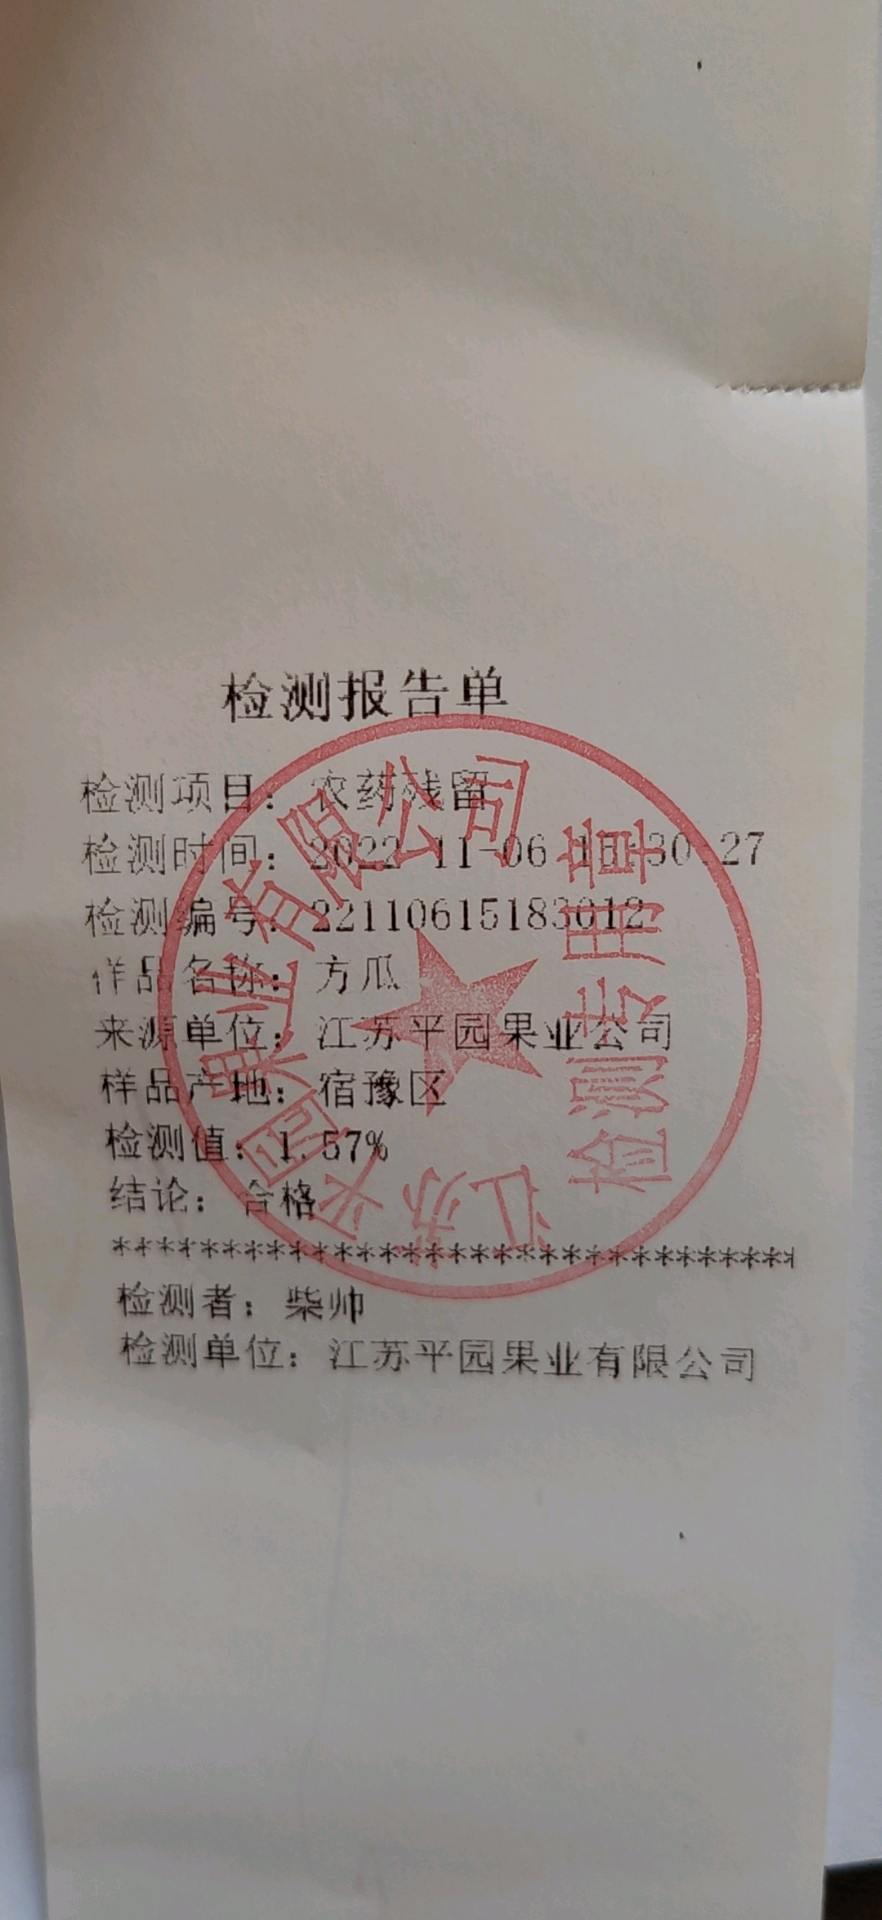 检测报告单
检测项目：农药残留
检测时间：2022-11-06 15:30:27
检测编号：22110615183012
样品名称：方瓜
来源单位：江苏平园果业公司
样品产地：宿豫区
检测值：1.57%
结论：合格
*******************************
检测者：柴帅
检测单位：江苏平园果业有限公司
江苏平园果业有限公司
检测专用章